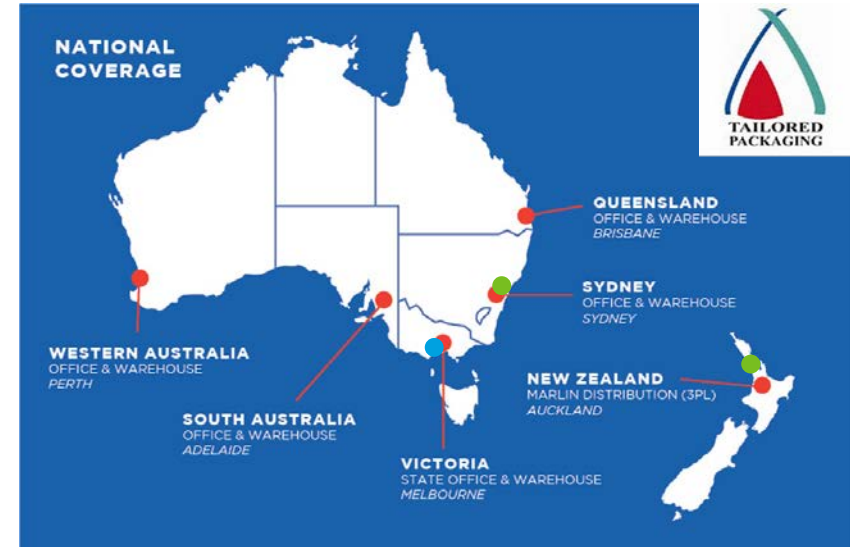 NATIONAL
COVERAGE
TAILORED
PACKAGING
QUEENSLAND
OFFICE & WAREHOUSE
BRISBANE
SYDNEY
OFFICE & WAREHOUSE
SYDNEY
WESTERN AUSTRALIA
OFFICE & WAREHOUSE
PERTH
NEW ZEALAND
MARLIN DISTRIBUTION (3PL)
AUCKLAND
SOUTH AUSTRALIA
OFFICE & WAREHOUSE
ADELAIDE
VICTORIA
STATE OFFICE & WAREHOUSE
MELBOURNE